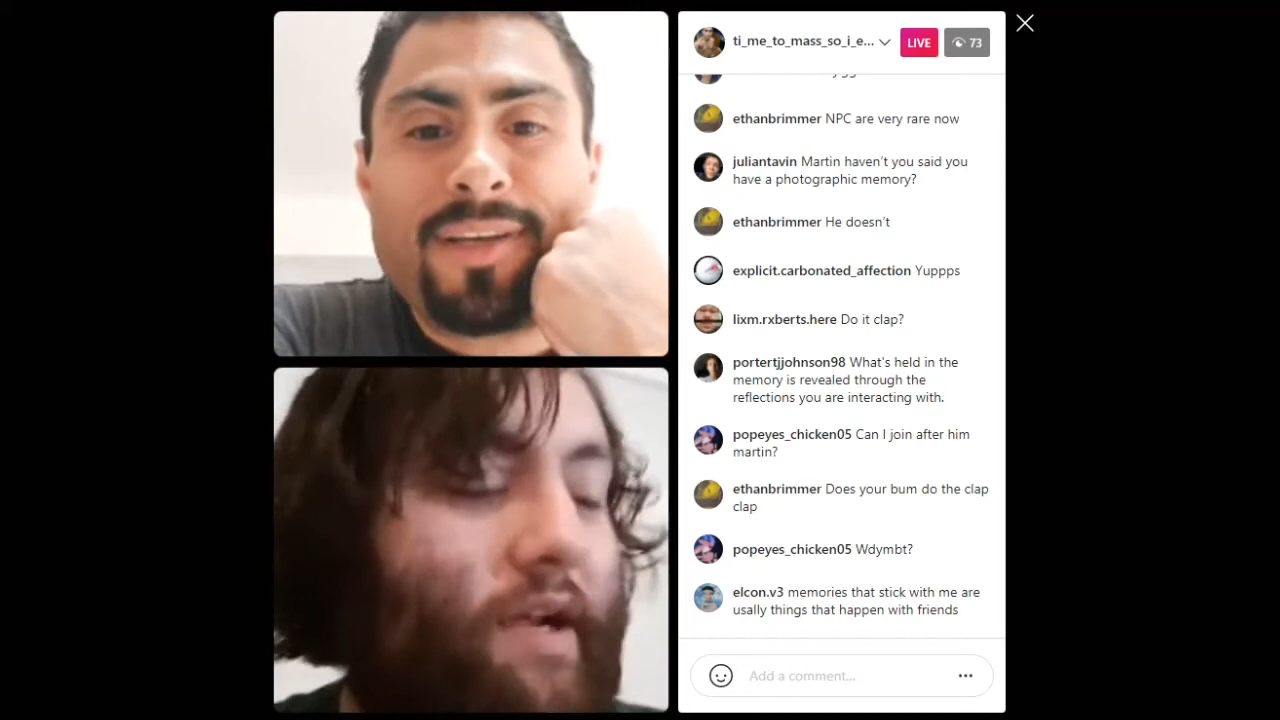 ti_me_to_mass_so_i_e...
LIVE
73
ethanbrimmer NPC are very rare now
juliantavin Martin haven't you said you
have a photographic memory?
ethanbrimmer He doesn't
explicit.carbonated_affection Yuppps
lixm.rxberts.here Do it clap?
portertjjohnson98 What's held in the
memory is revealed through the
reflections you are interacting with.
popeyes_chicken05 Can I join after him
martin?
ethanbrimmer Does your bum do the clap
clap
popeyes_chicken05 Wdymbt?
elcon.v3 memories that stick with me are
usally things that happen with friends
Add a comment...